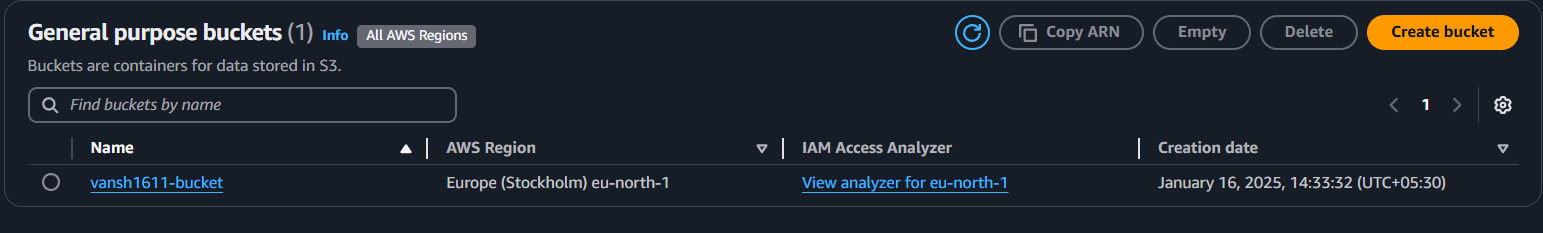 General purpose buckets (1) Info All AWS Regions Copy ARN Empty Delete Create bucket
Buckets are containers for data stored in S3.
Find buckets by name 1
Name AWS Region IAM Access Analyzer Creation date
vansh1611-bucket Europe (Stockholm) eu-north-1 View analyzer for eu-north-1 January 16, 2025, 14:33:32 (UTC+05:30)